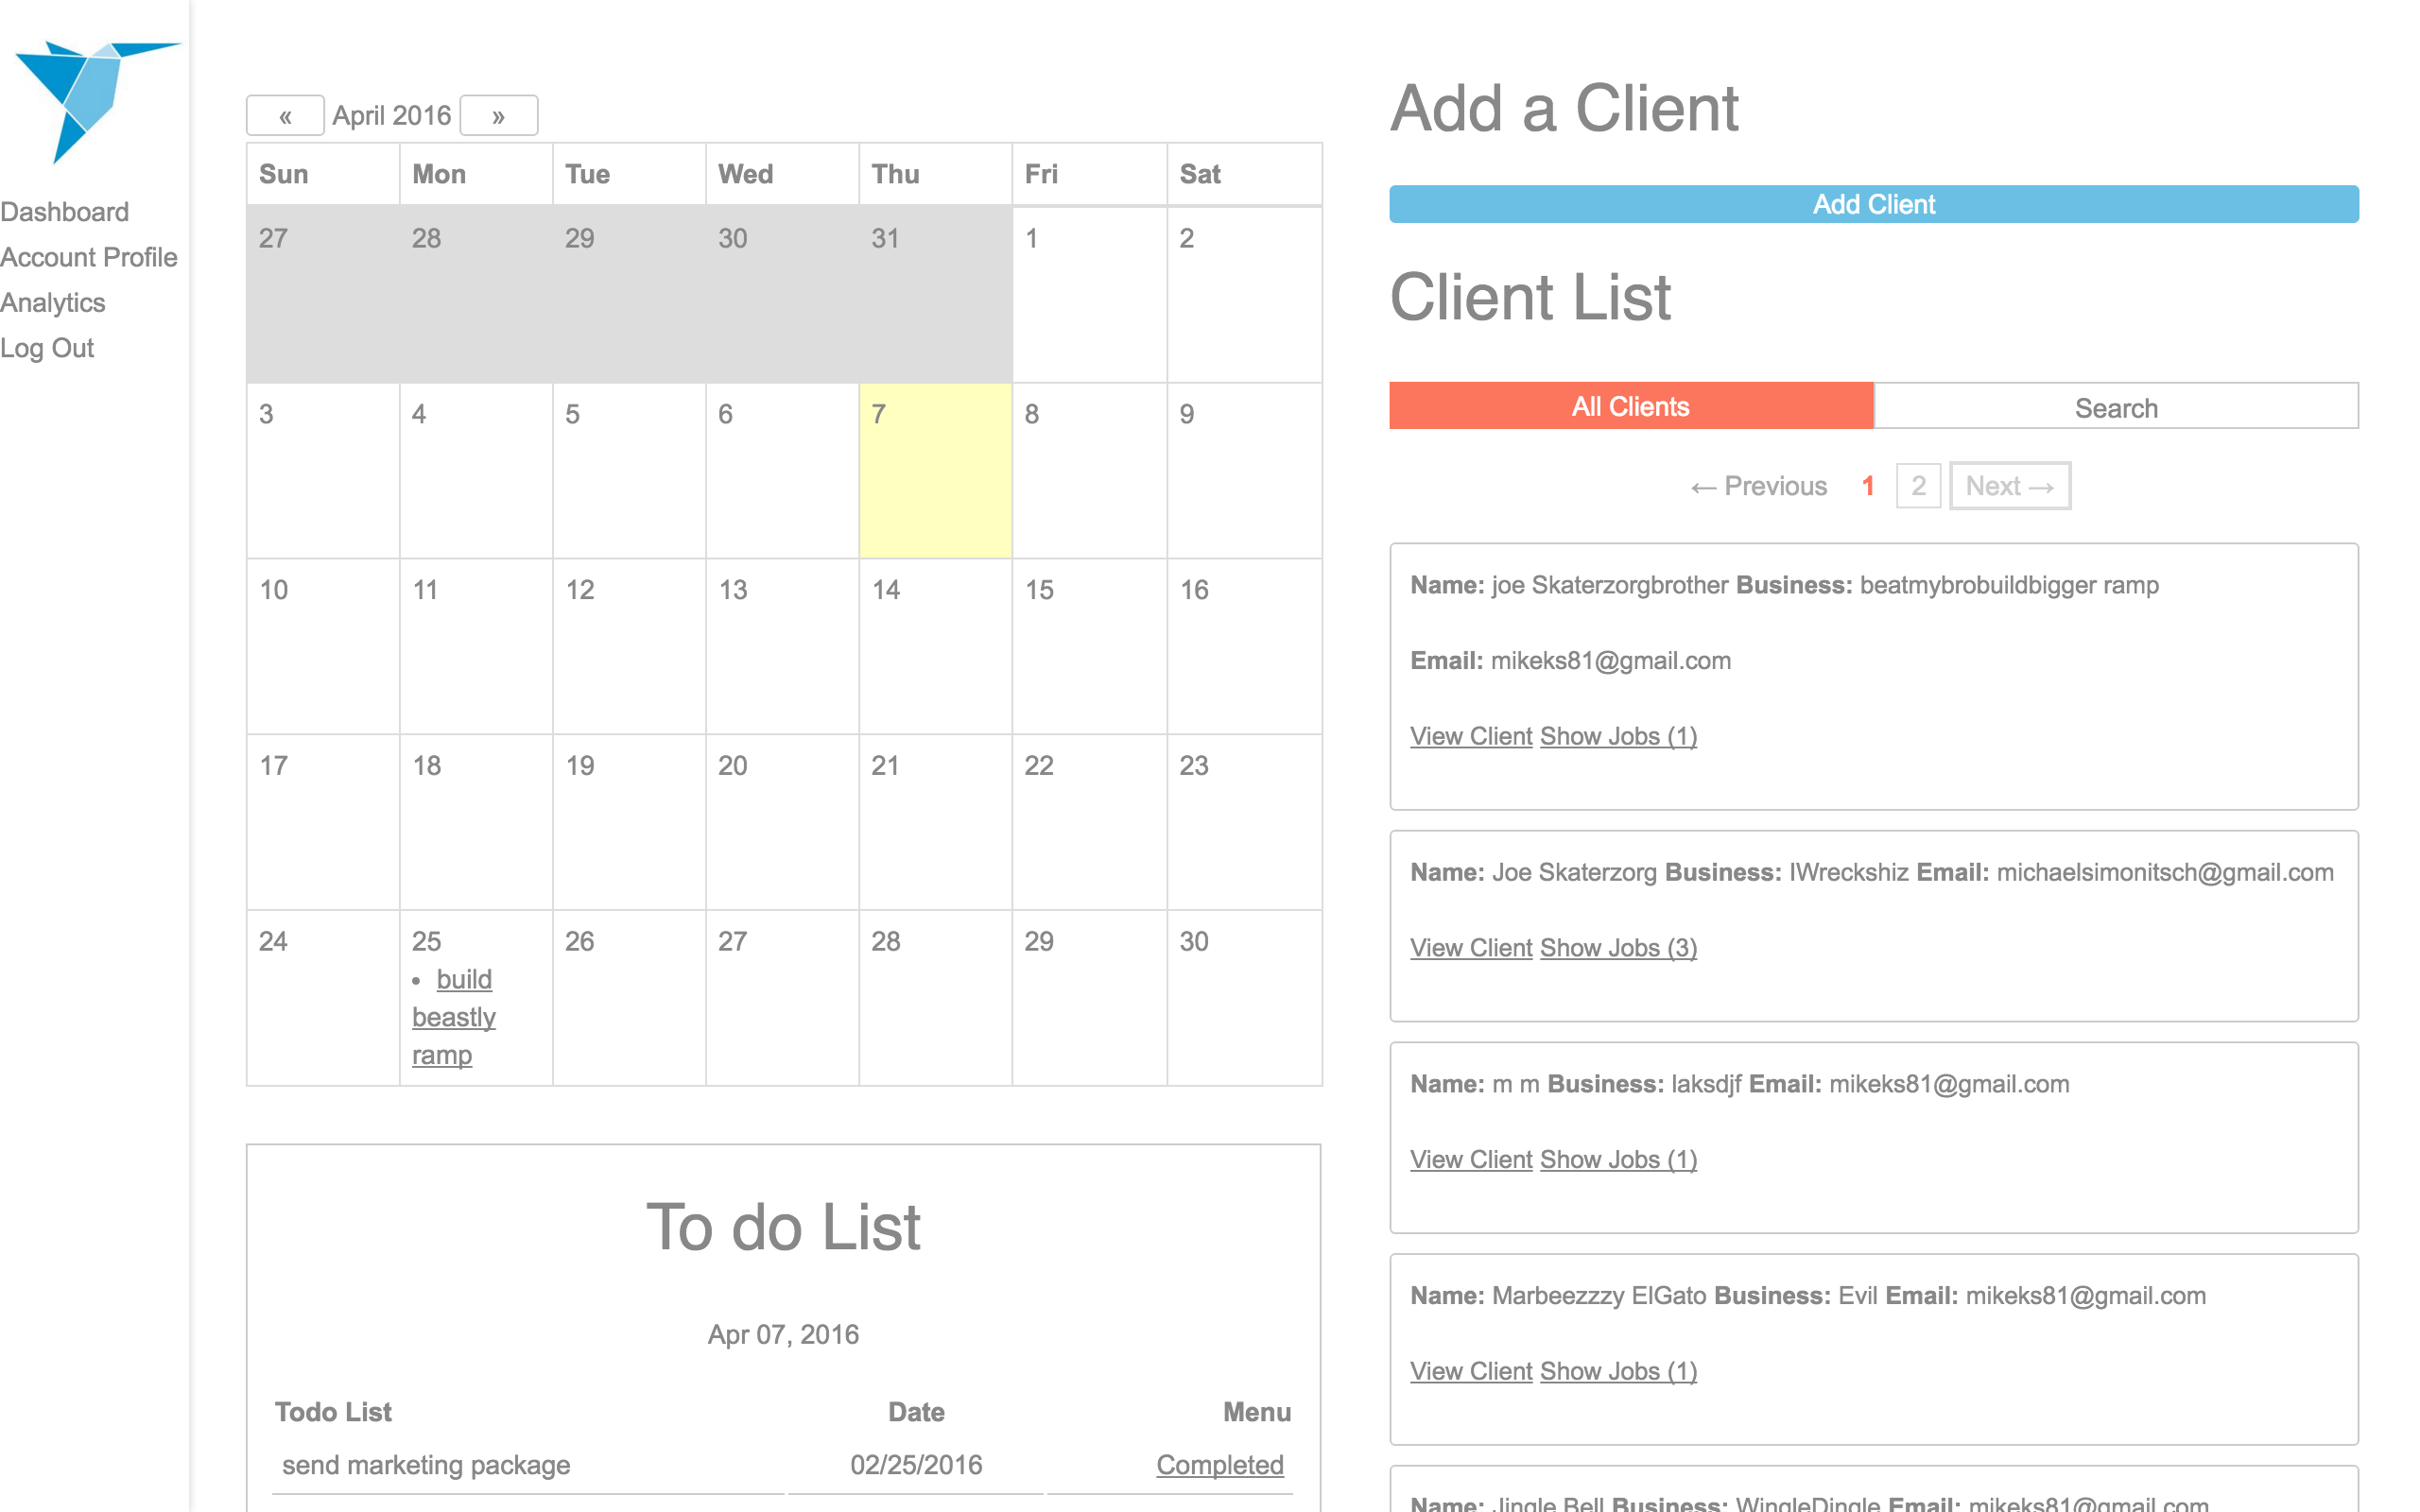 Dashboard
Account Profile
Analytics
Log Out
« April 2016 »
Sun Mon Tue Wed Thu Fri Sat
27 28 29 30 31 1 2
3 4 5 6 7 8 9
10 11 12 13 14 15 16
17 18 19 20 21 22 23
24 25 26 27 28 29 30
• build
beastly
ramp
To do List
Apr 07, 2016
Todo List Date Menu
send marketing package 02/25/2016 Completed
Add a Client
Add Client
Client List
All Clients Search
← Previous 1 2 Next →
Name: joe Skaterzorgbrother Business: beatmybrobuildbigger ramp
Email: mikeks81@gmail.com
View Client Show Jobs (1)
Name: Joe Skaterzorg Business: IWreckshiz Email: michaelsimonitsch@gmail.com
View Client Show Jobs (3)
Name: m m Business: laksdjf Email: mikeks81@gmail.com
View Client Show Jobs (1)
Name: Marbeezzzy ElGato Business: Evil Email: mikeks81@gmail.com
View Client Show Jobs (1)
Name: Jingle Bell Business: WingleDingle Email: mikeks81@gmail.com